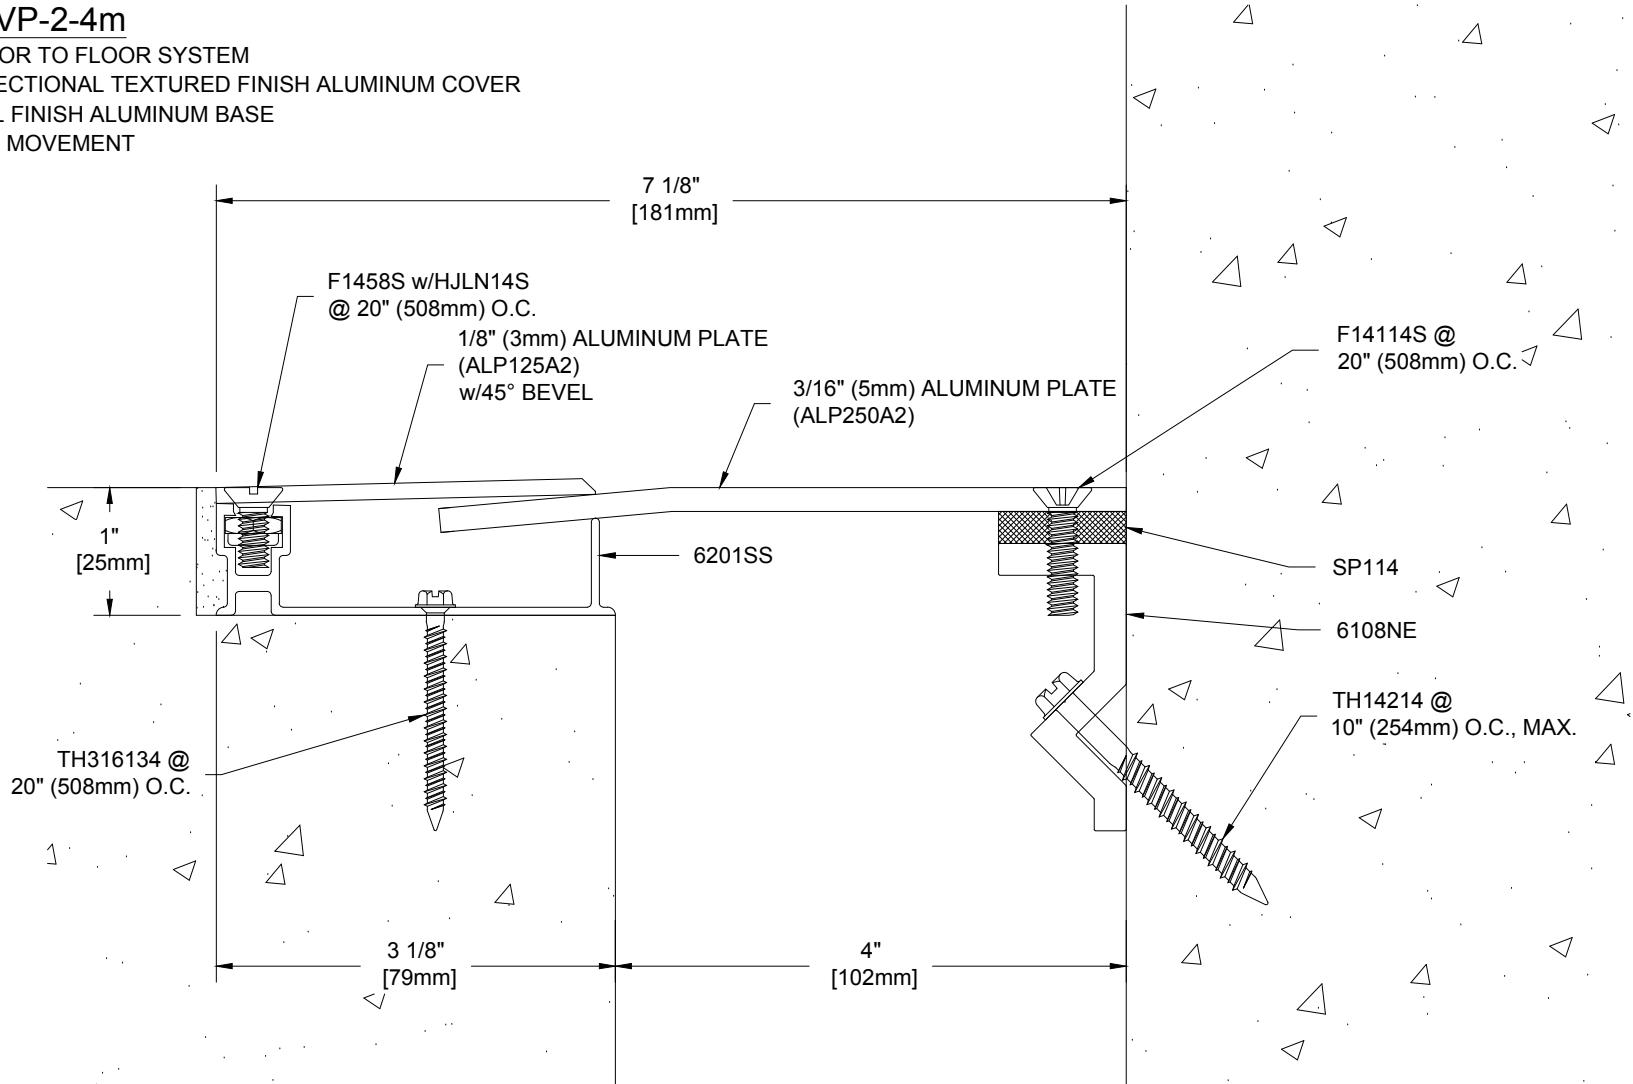 VP-2-4m
OR TO FLOOR SYSTEM
ECTIONAL TEXTURED FINISH ALUMINUM COVER
L FINISH ALUMINUM BASE
MOVEMENT
7 1/8"
[181mm]
F1458S w/HJLN14S
@ 20" (508mm) O.C.
1/8" (3mm) ALUMINUM PLATE
(ALP125A2)
w/45° BEVEL
3/16" (5mm) ALUMINUM PLATE
(ALP250A2)
F14114S @
20" (508mm) O.C.
1"
[25mm]
6201SS
SP114
6108NE
TH14214 @
10" (254mm) O.C., MAX.
TH316134 @
20" (508mm) O.C.
3 1/8"
[79mm]
4"
[102mm]